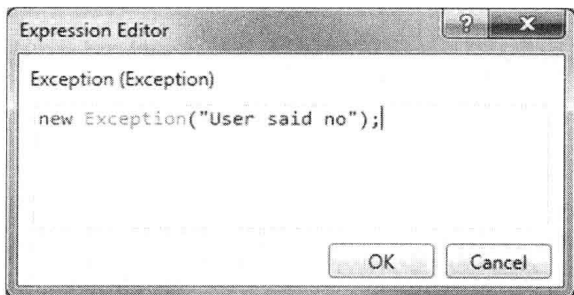 Expression Editor
Exception (Exception)
new Exception("User said no");
OK Cancel